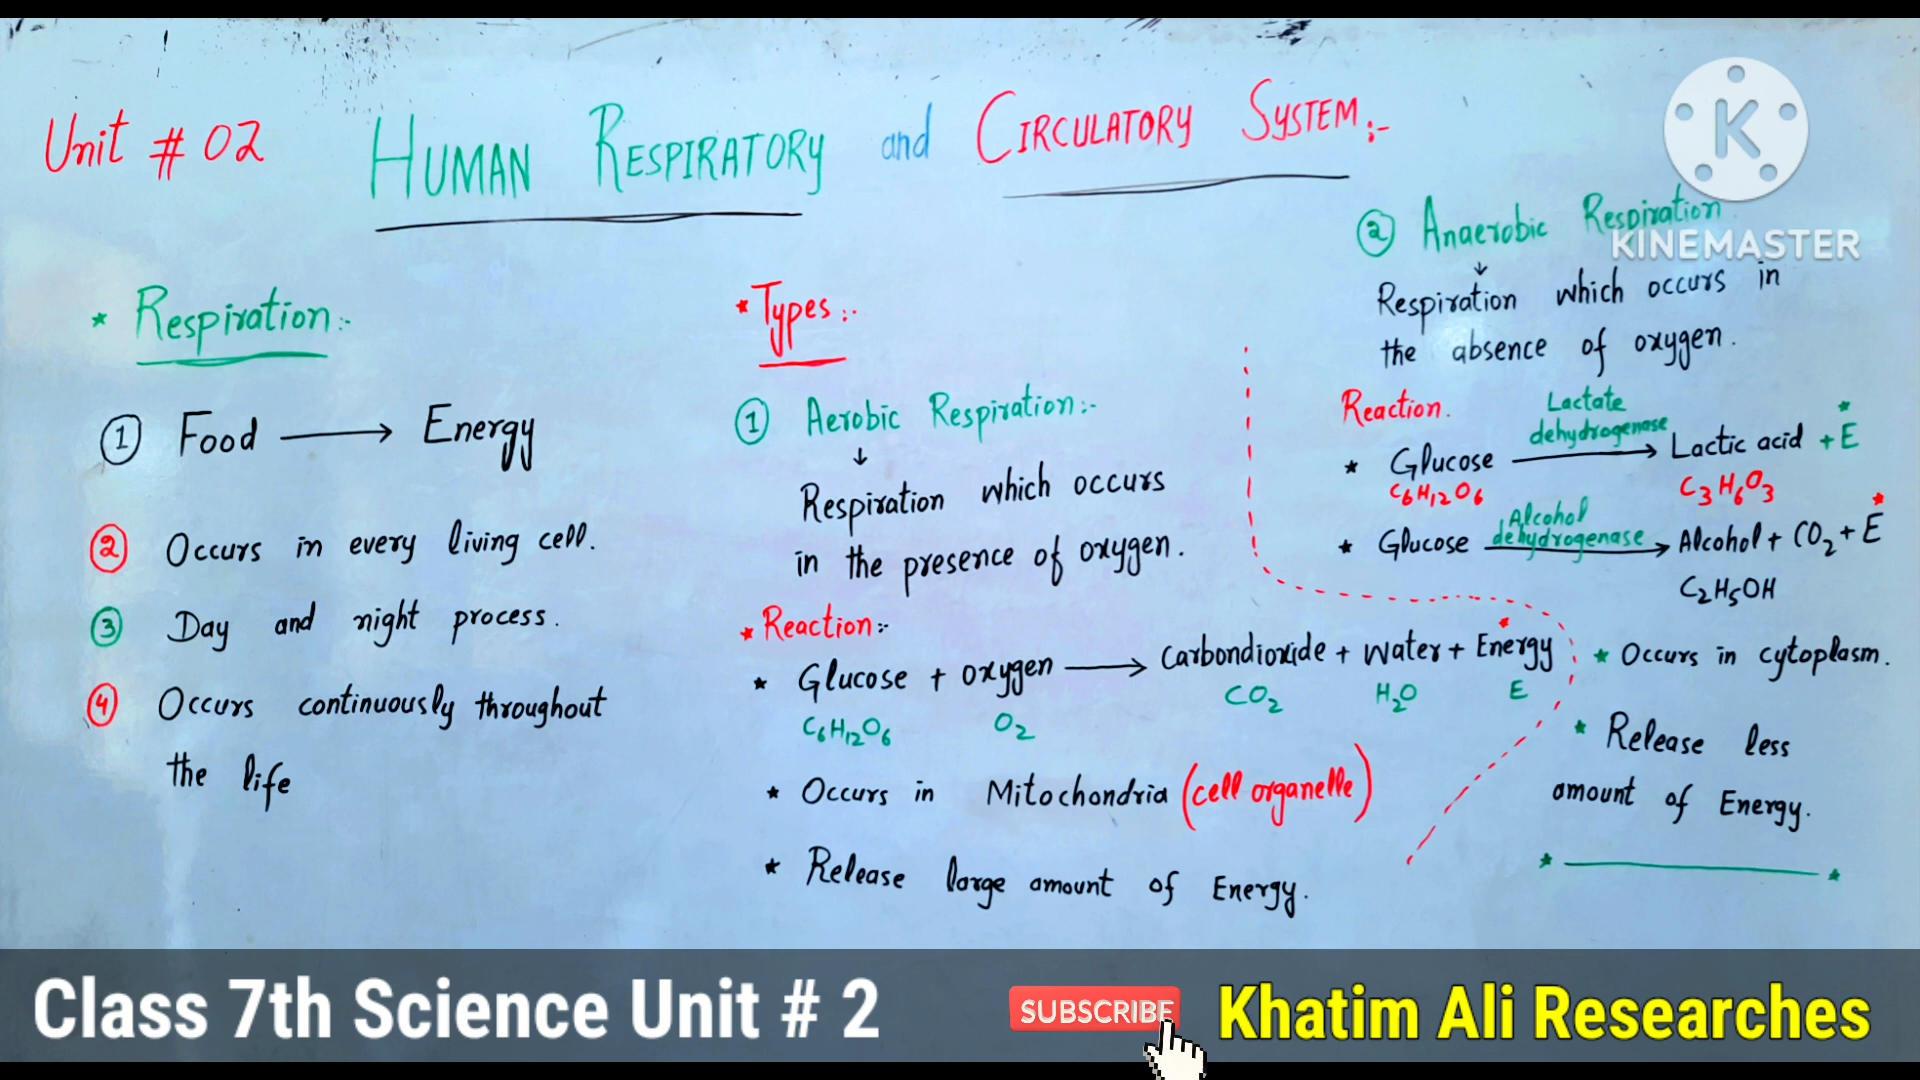 Unit # 02 HUMAN RESPIRATORY and CIRCULATORY SYSTEM:-
K
KINEMASTER
* Respiration:-
① Food ⟶ Energy
② Occurs in every living cell.
③ Day and night process.
④ Occurs continuously throughout
the life
* Types:-
① Aerobic Respiration:-
↓
Respiration which occurs
in the presence of oxygen.
* Reaction:-
* Glucose + oxygen ⟶ Carbondioxide + Water + Energy
C6H12O6 O2 CO2 H2O E
* Occurs in Mitochondria (cell organelle)
* Release large amount of Energy.
② Anaerobic Respiration
↓
Respiration which occurs in
the absence of oxygen.
Reaction.
Lactate
dehydrogenase
* Glucose ⟶ Lactic acid + E
C6H12O6 C3H6O3
Alcohol
dehydrogenase
* Glucose ⟶ Alcohol + CO2 + E
C2H5OH
* Occurs in cytoplasm.
* Release less
amount of Energy.
Class 7th Science Unit # 2 SUBSCRIBE Khatim Ali Researches